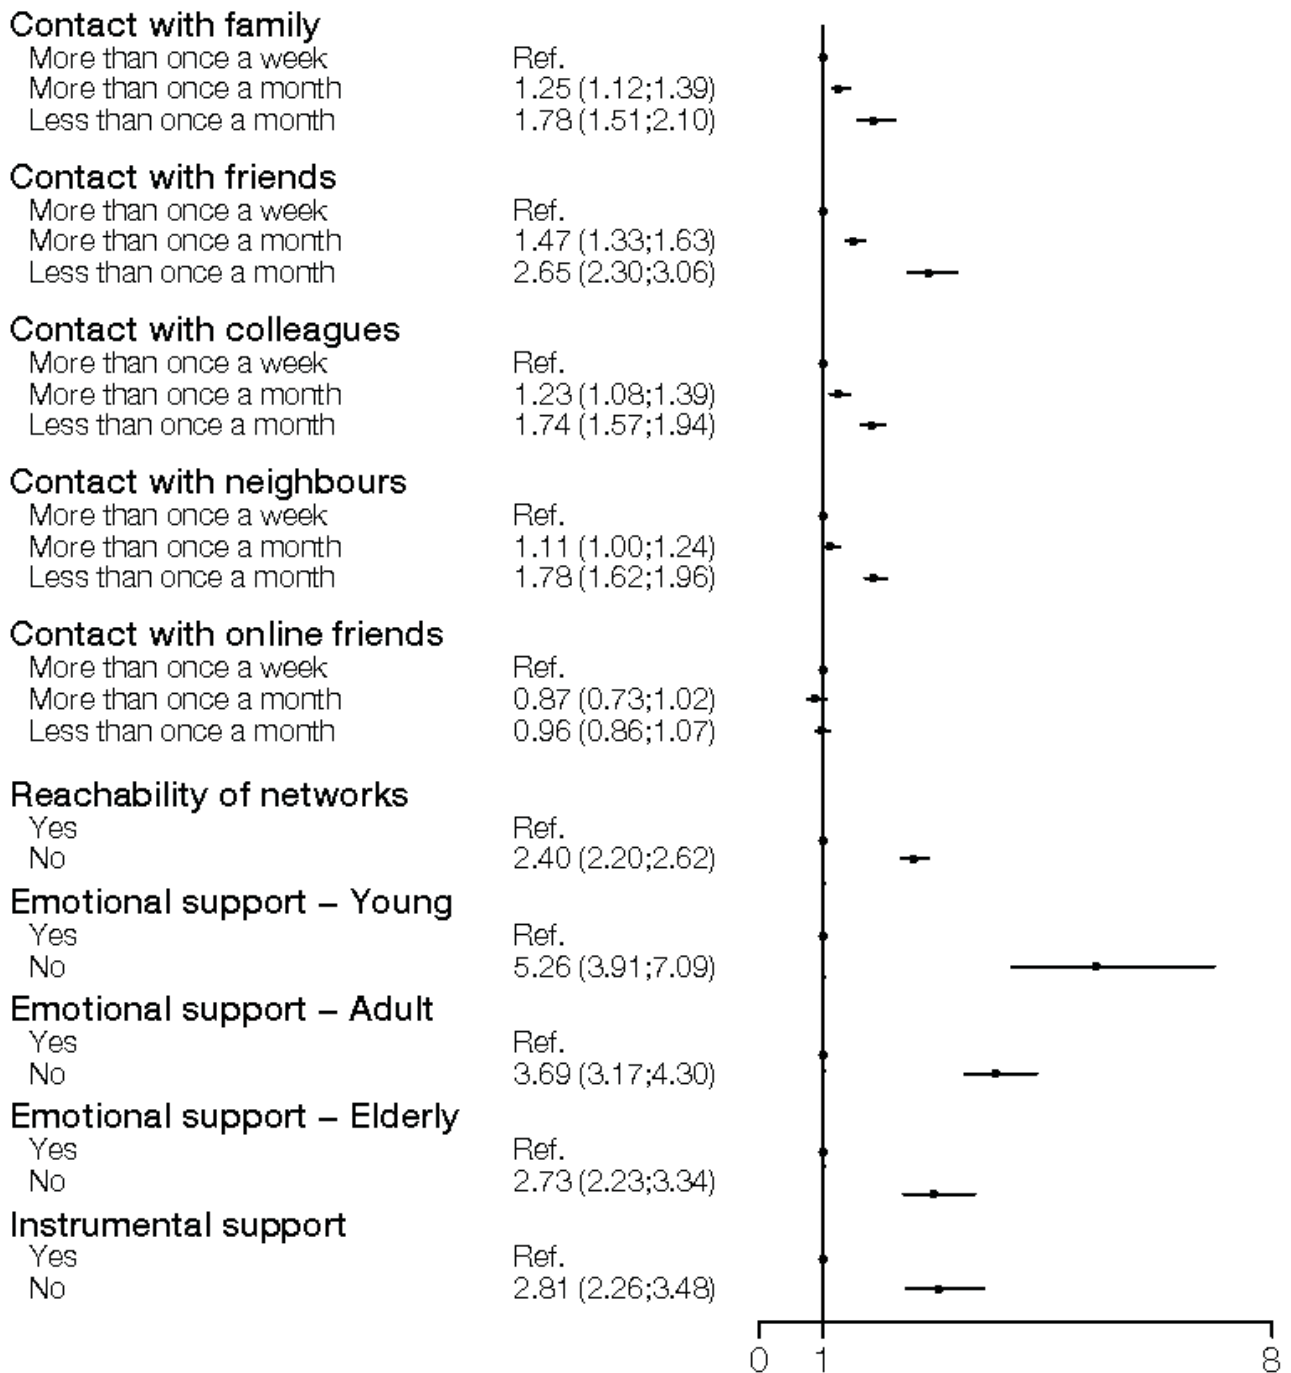 Contact with family
More than once a week Ref.
More than once a month 1.25 (1.12;1.39)
Less than once a month 1.78 (1.51;2.10)
Contact with friends
More than once a week Ref.
More than once a month 1.47 (1.33;1.63)
Less than once a month 2.65 (2.30;3.06)
Contact with colleagues
More than once a week Ref.
More than once a month 1.23 (1.08;1.39)
Less than once a month 1.74 (1.57;1.94)
Contact with neighbours
More than once a week Ref.
More than once a month 1.11 (1.00;1.24)
Less than once a month 1.78 (1.62;1.96)
Contact with online friends
More than once a week Ref.
More than once a month 0.87 (0.73;1.02)
Less than once a month 0.96 (0.86;1.07)
Reachability of networks
Yes Ref.
No 2.40 (2.20;2.62)
Emotional support – Young
Yes Ref.
No 5.26 (3.91;7.09)
Emotional support – Adult
Yes Ref.
No 3.69 (3.17;4.30)
Emotional support – Elderly
Yes Ref.
No 2.73 (2.23;3.34)
Instrumental support
Yes Ref.
No 2.81 (2.26;3.48)
0 1 8